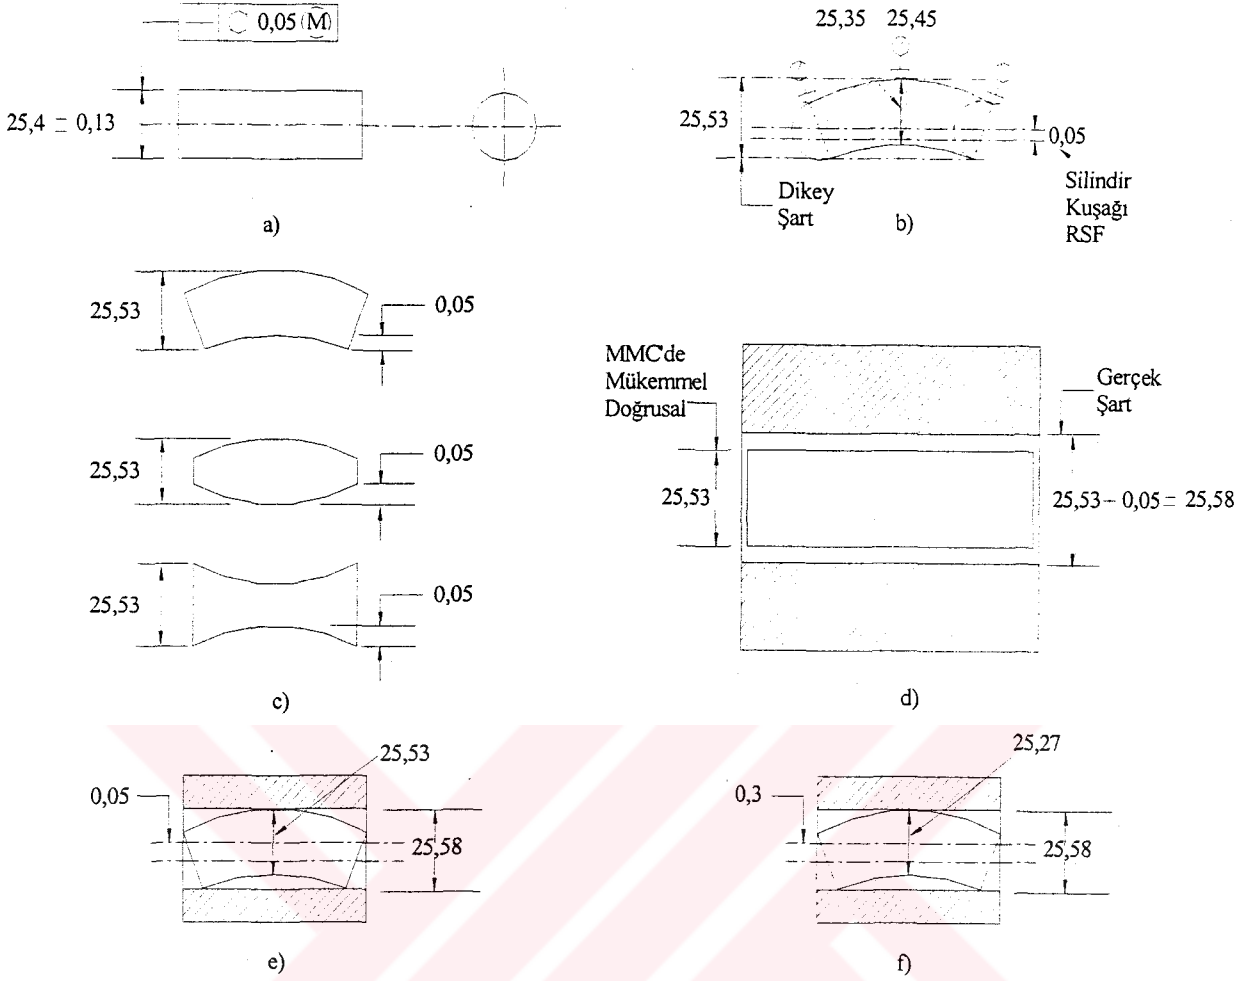 0,05 (M)
25,4 ± 0,13
a)
25,35 25,45
25,53
0,05
Dikey
Şart
Silindir
Kuşağı
RSF
b)
25,53
0,05
25,53
0,05
25,53
0,05
c)
MMC'de
Mükemmel
Doğrusal
Gerçek
Şart
25,53
25,53 – 0,05 = 25,58
d)
25,53
0,05
25,58
e)
25,27
0,3
25,58
f)